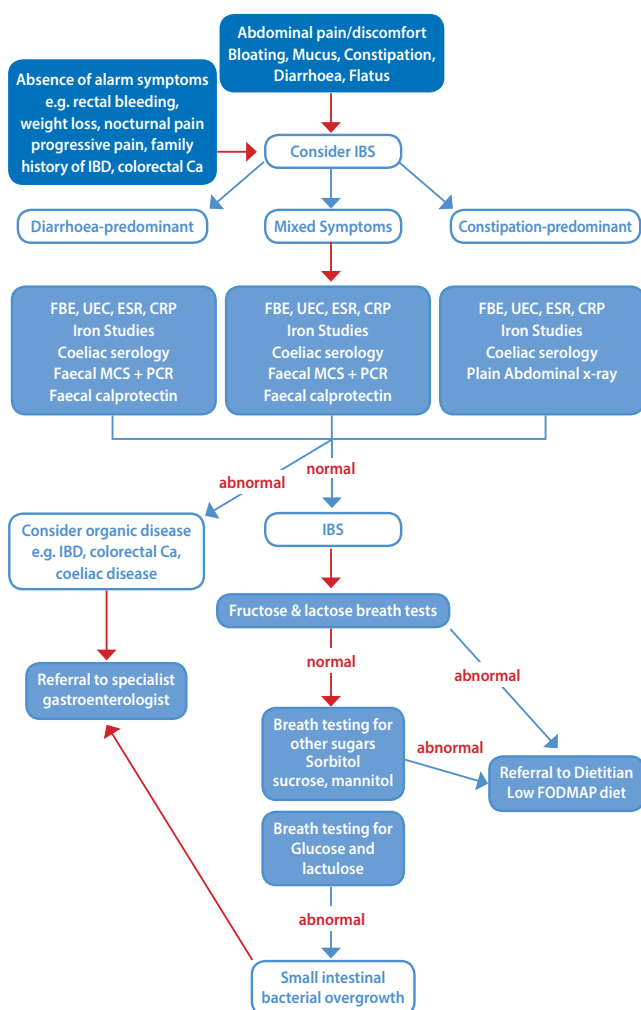 Abdominal pain/discomfort
Bloating, Mucus, Constipation,
Diarrhoea, Flatus
Absence of alarm symptoms
e.g. rectal bleeding,
weight loss, nocturnal pain
progressive pain, family
history of IBD, colorectal Ca
Consider IBS
Diarrhoea-predominant
Mixed Symptoms
Constipation-predominant
FBE, UEC, ESR, CRP
Iron Studies
Coeliac serology
Faecal MCS + PCR
Faecal calprotectin
FBE, UEC, ESR, CRP
Iron Studies
Coeliac serology
Faecal MCS + PCR
Faecal calprotectin
FBE, UEC, ESR, CRP
Iron Studies
Coeliac serology
Plain Abdominal x-ray
abnormal
normal
Consider organic disease
e.g. IBD, colorectal Ca,
coeliac disease
IBS
Fructose & lactose breath tests
normal
abnormal
Referral to specialist
gastroenterologist
Breath testing for
other sugars
Sorbitol
sucrose, mannitol
abnormal
Referral to Dietitian
Low FODMAP diet
Breath testing for
Glucose and
lactulose
abnormal
Small intestinal
bacterial overgrowth